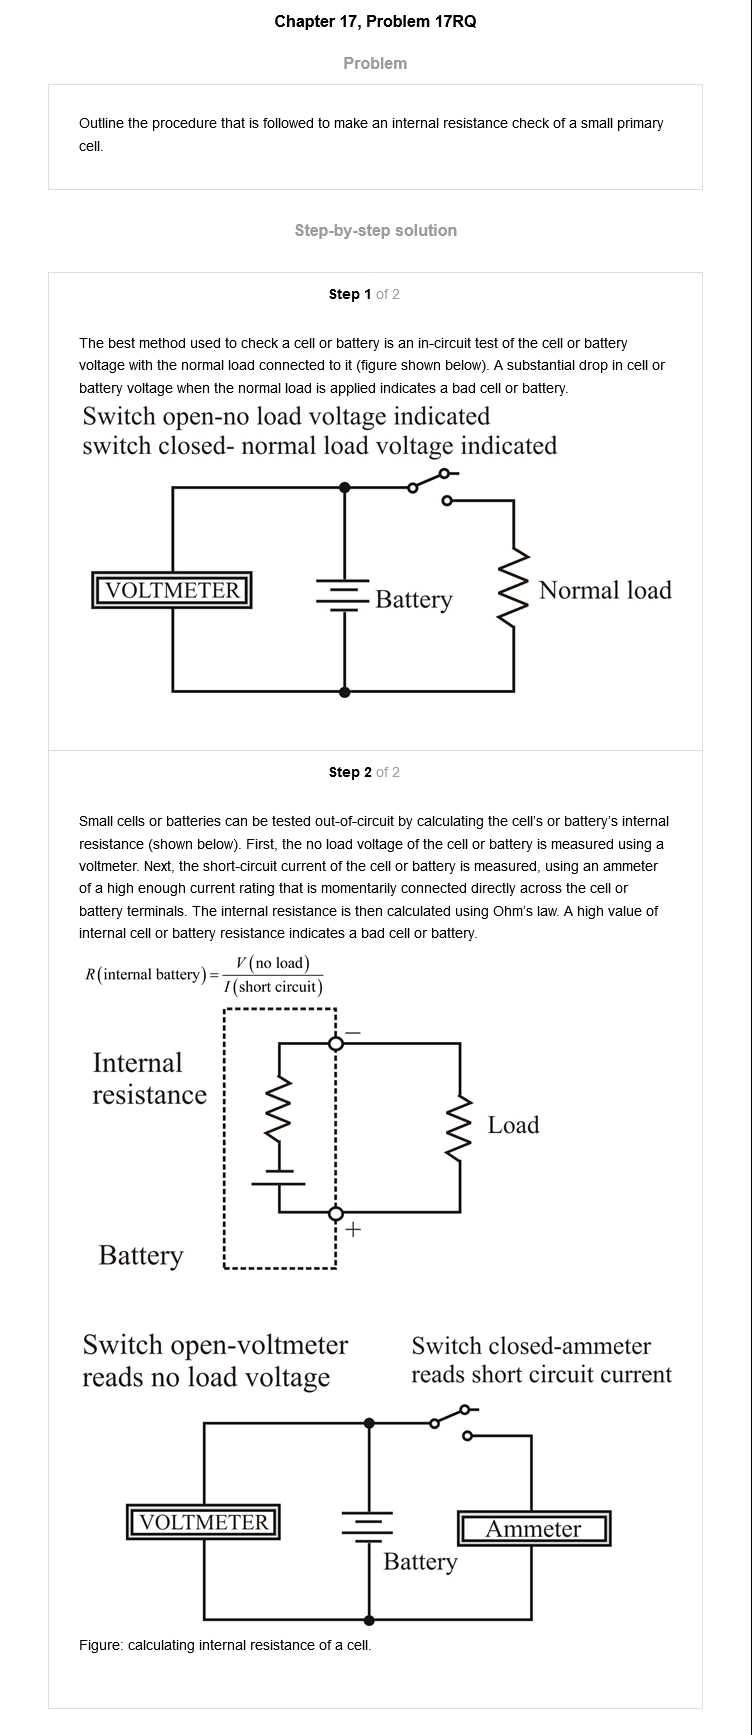 Chapter 17, Problem 17RQ
Problem
Outline the procedure that is followed to make an internal resistance check of a small primary
cell.
Step-by-step solution
Step 1 of 2
The best method used to check a cell or battery is an in-circuit test of the cell or battery
voltage with the normal load connected to it (figure shown below). A substantial drop in cell or
battery voltage when the normal load is applied indicates a bad cell or battery.
Switch open-no load voltage indicated
switch closed- normal load voltage indicated
VOLTMETER
Battery
Normal load
Step 2 of 2
Small cells or batteries can be tested out-of-circuit by calculating the cell's or battery's internal
resistance (shown below). First, the no load voltage of the cell or battery is measured using a
voltmeter. Next, the short-circuit current of the cell or battery is measured, using an ammeter
of a high enough current rating that is momentarily connected directly across the cell or
battery terminals. The internal resistance is then calculated using Ohm's law. A high value of
internal cell or battery resistance indicates a bad cell or battery.
R(internal battery) = V(no load) / I(short circuit)
−
Internal
resistance
Load
+
Battery
Switch open-voltmeter
reads no load voltage
Switch closed-ammeter
reads short circuit current
VOLTMETER
Ammeter
Battery
Figure: calculating internal resistance of a cell.